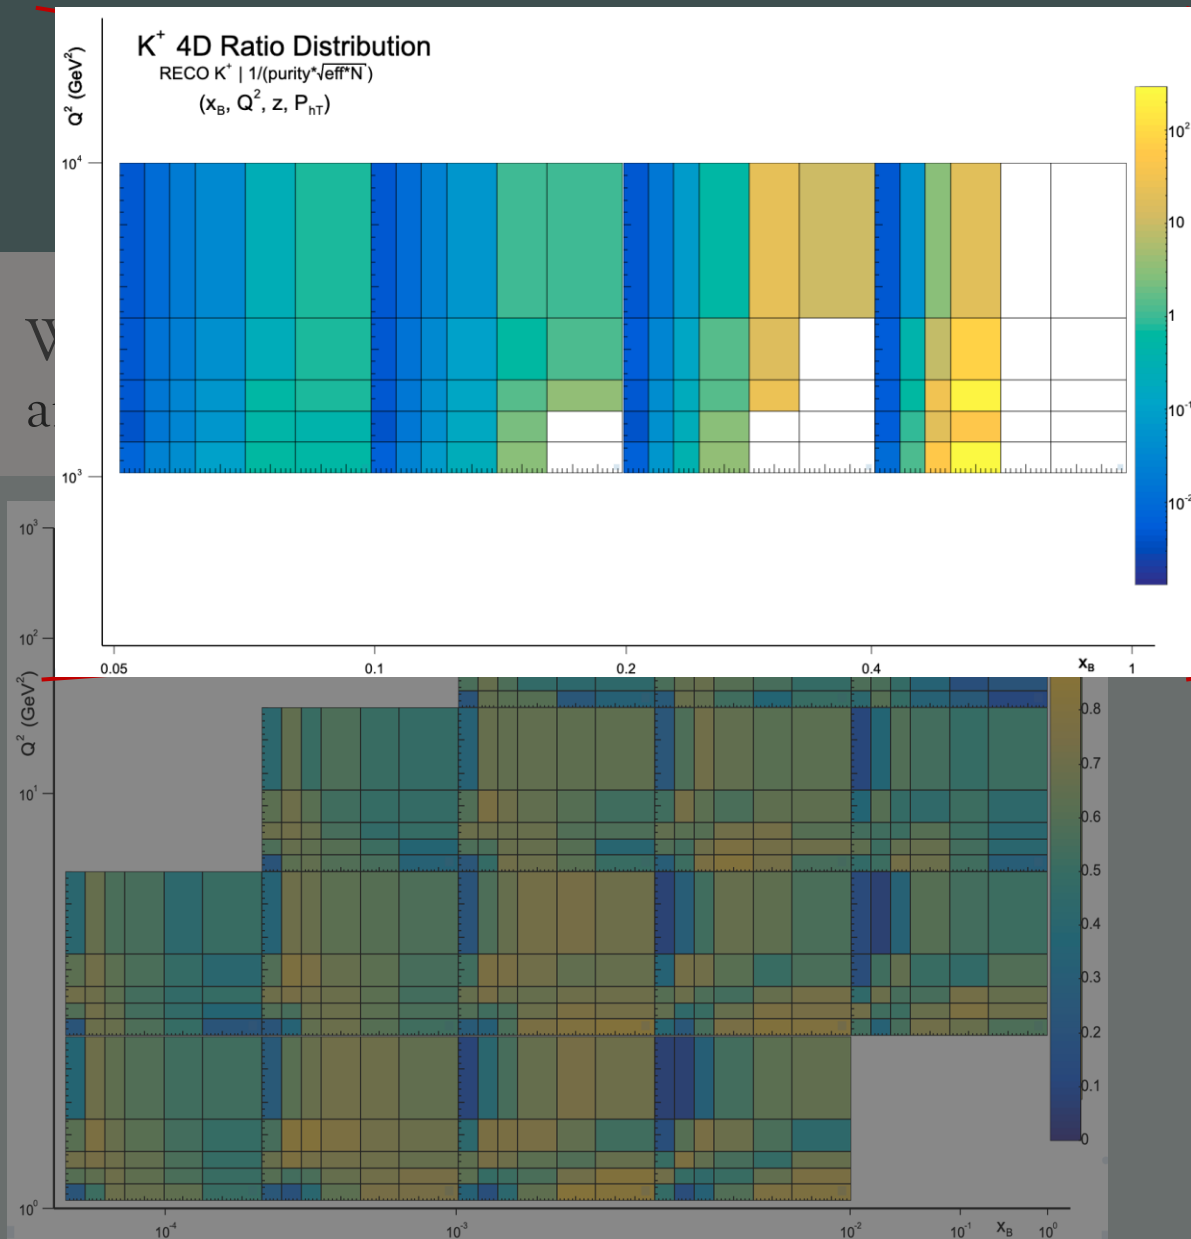 K⁺ 4D Ratio Distribution
RECO K⁺ | 1/(purity*√eff*N)
(x_B, Q², z, P_hT)
Q² (GeV²)
10⁴
10³
10²
10
1
10⁻¹
10⁻²
0.05 0.1 0.2 0.4 x_B 1
10³
10²
Q² (GeV²)
10¹
10⁰
0.8
0.7
0.6
0.5
0.4
0.3
0.2
0.1
0
10⁻⁴ 10⁻³ 10⁻² 10⁻¹ x_B 10⁰